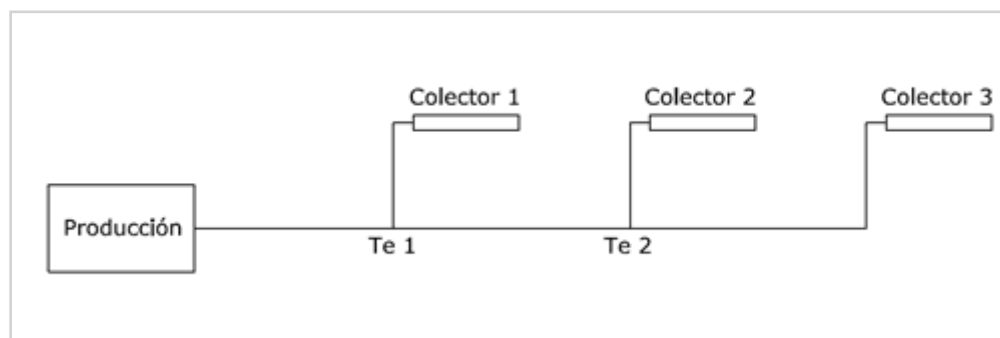 Colector 1
Colector 2
Colector 3
Producción
Te 1
Te 2